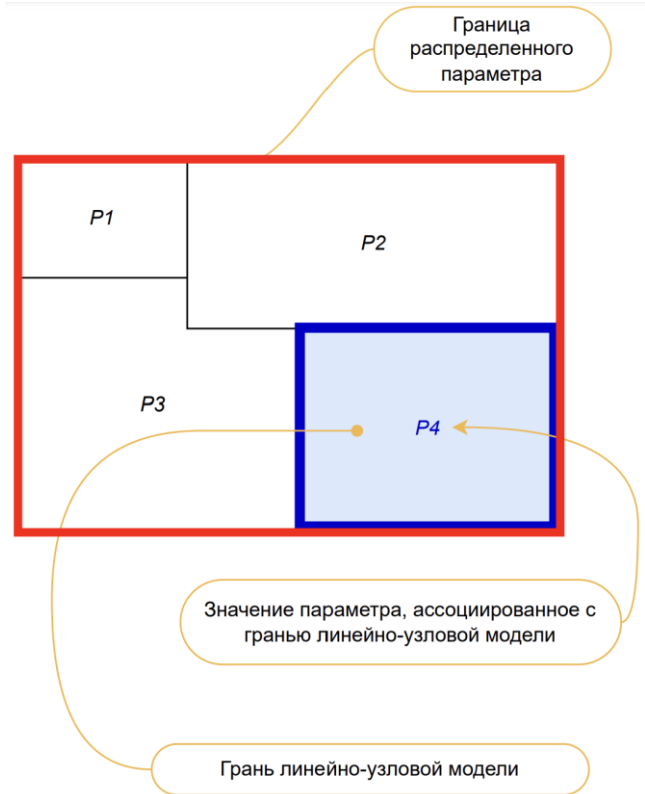 Граница
распределенного
параметра
P1
P2
P3
P4
Значение параметра, ассоциированное с
гранью линейно-узловой модели
Грань линейно-узловой модели